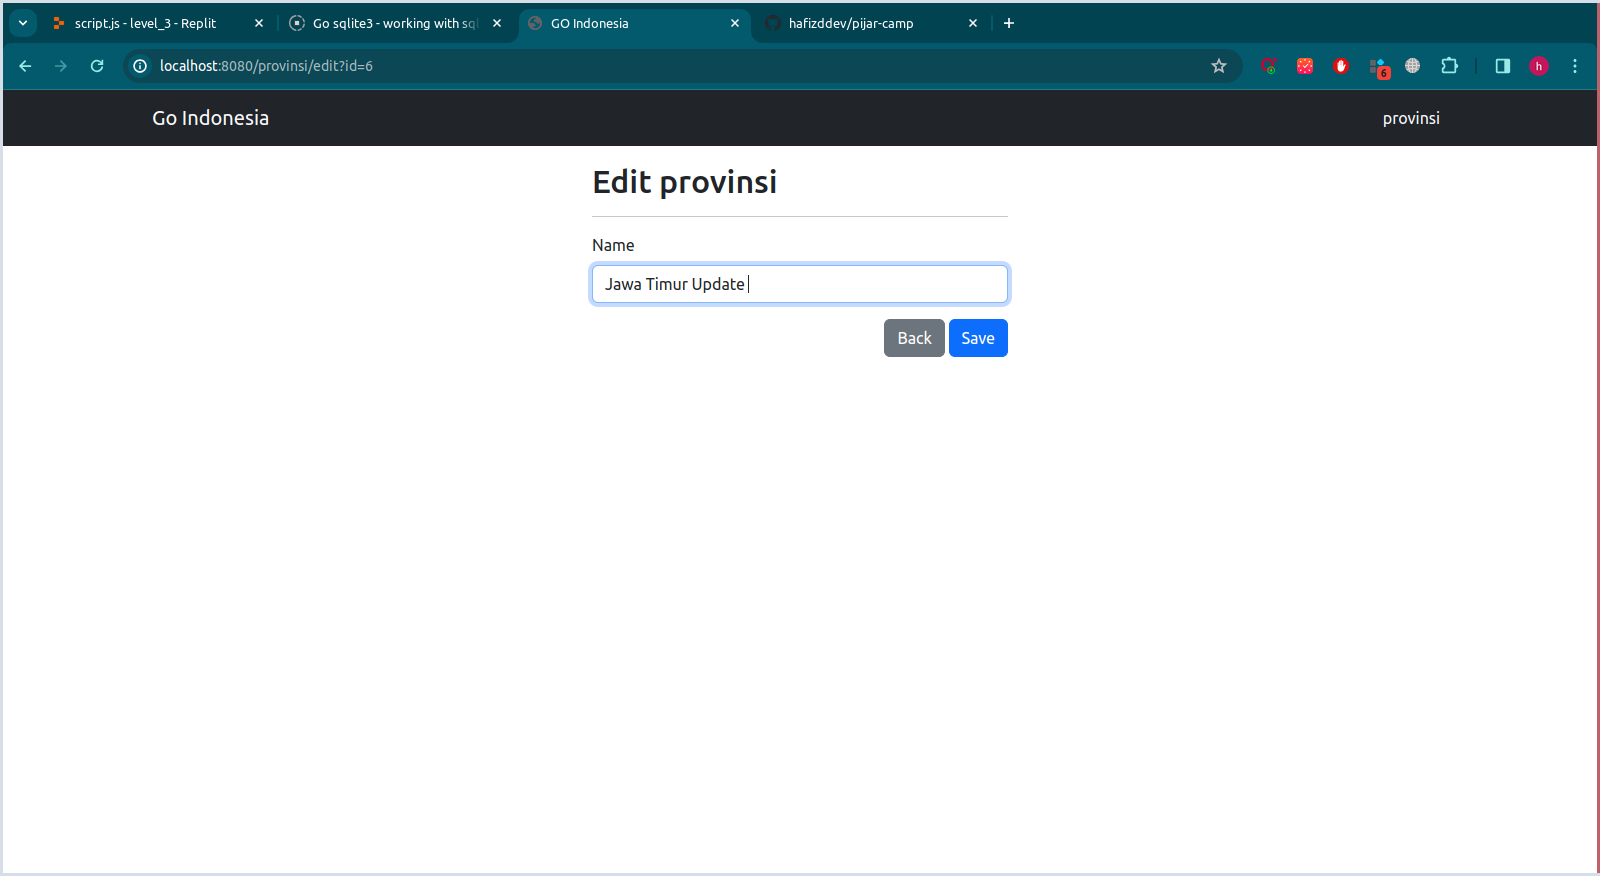 script.js - level_3 - Replit
Go sqlite3 - working with sq
GO Indonesia
hafizddev/pijar-camp
localhost:8080/provinsi/edit?id=6
6
h
Go Indonesia
provinsi
Edit provinsi
Name
Jawa Timur Update
Back
Save